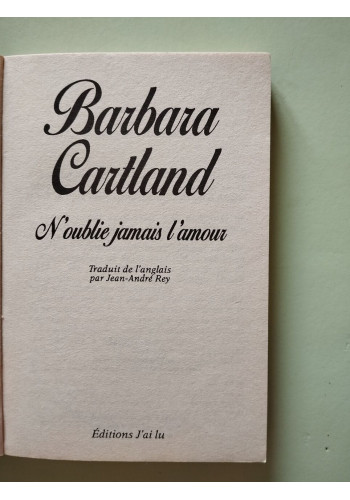 Barbara
Cartland
N'oublie jamais l'amour
Traduit de l'anglais
par Jean-André Rey
Éditions J'ai lu